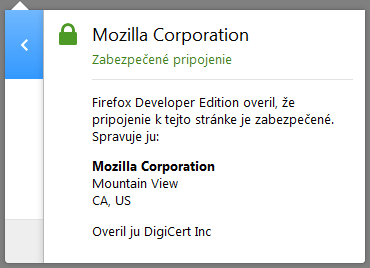 Mozilla Corporation
Zabezpečené pripojenie
Firefox Developer Edition overil, že
pripojenie k tejto stránke je zabezpečené.
Spravuje ju:
Mozilla Corporation
Mountain View
CA, US
Overil ju DigiCert Inc